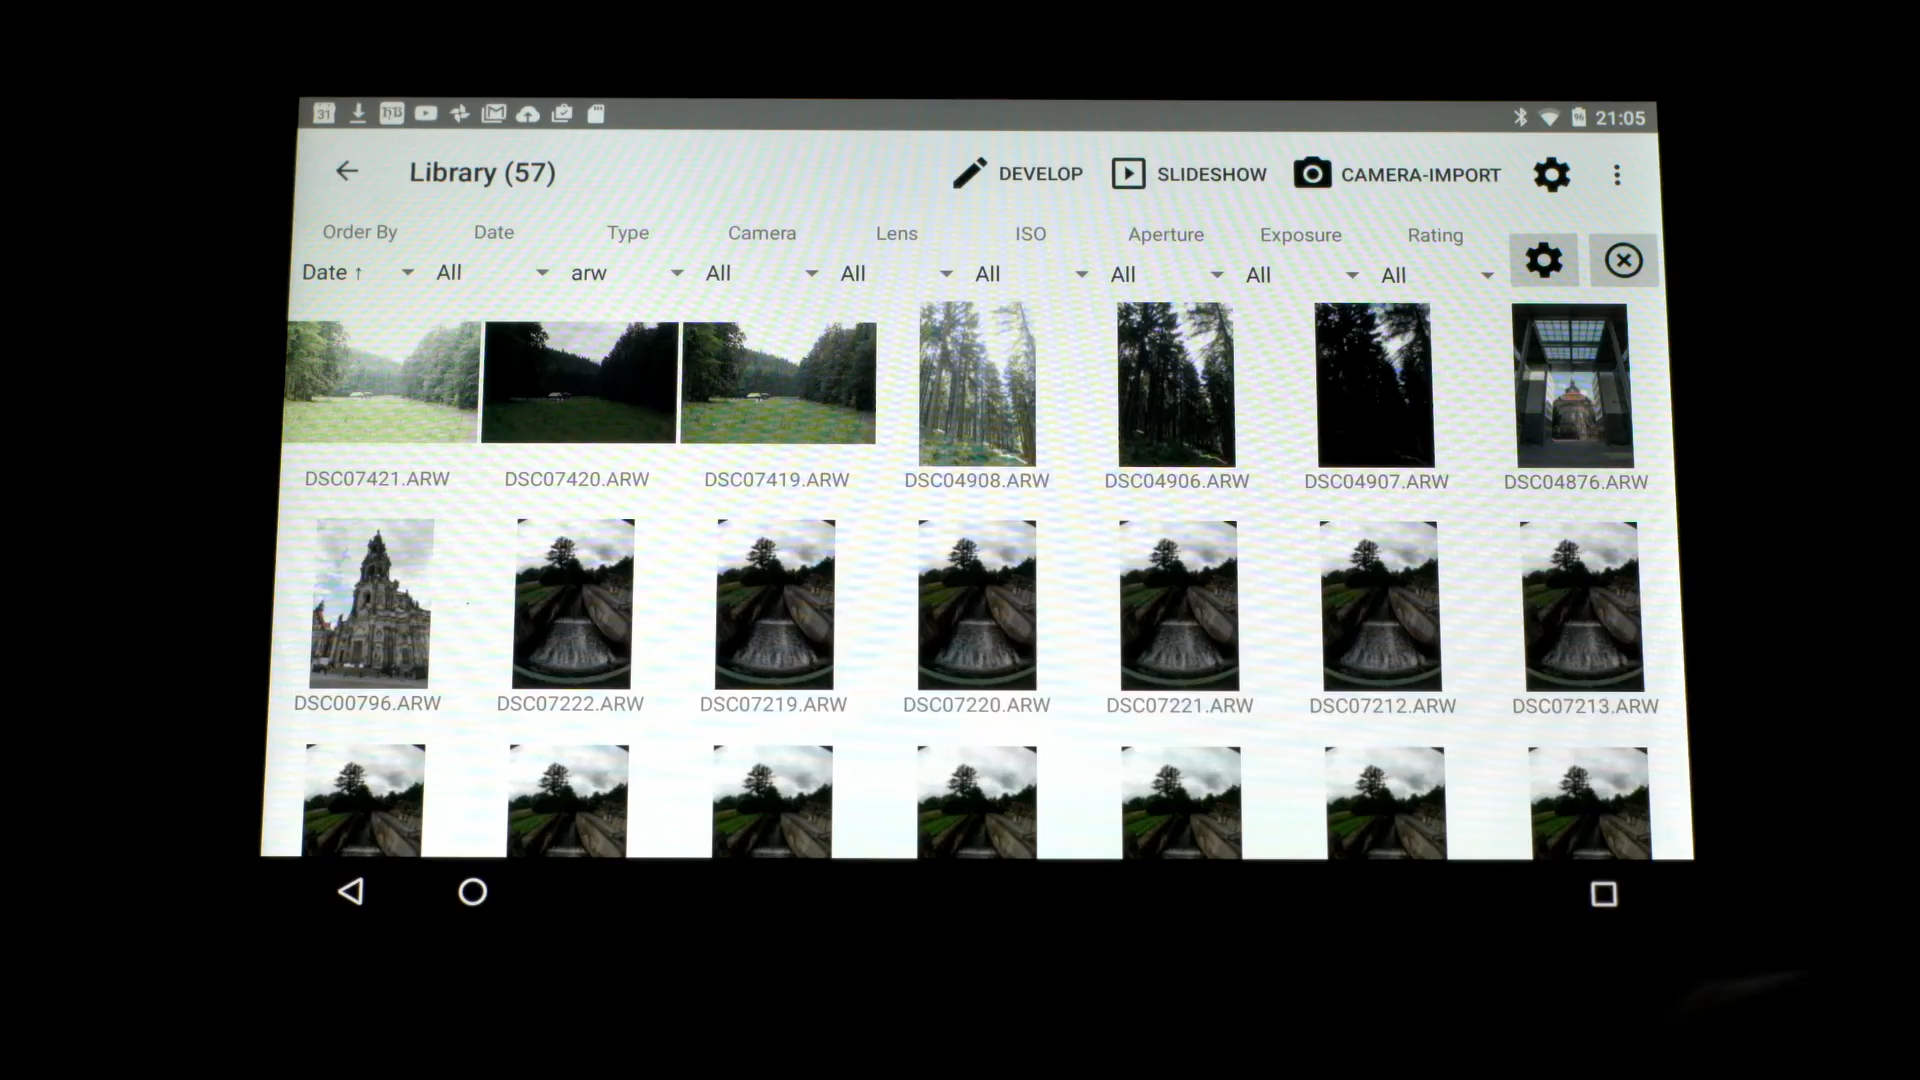 31 21:05
Library (57) DEVELOP SLIDESHOW CAMERA-IMPORT
Order By Date Type Camera Lens ISO Aperture Exposure Rating
Date ↑ All arw All All All All All All
DSC07421.ARW DSC07420.ARW DSC07419.ARW DSC04908.ARW DSC04906.ARW DSC04907.ARW DSC04876.ARW
DSC00796.ARW DSC07222.ARW DSC07219.ARW DSC07220.ARW DSC07221.ARW DSC07212.ARW DSC07213.ARW